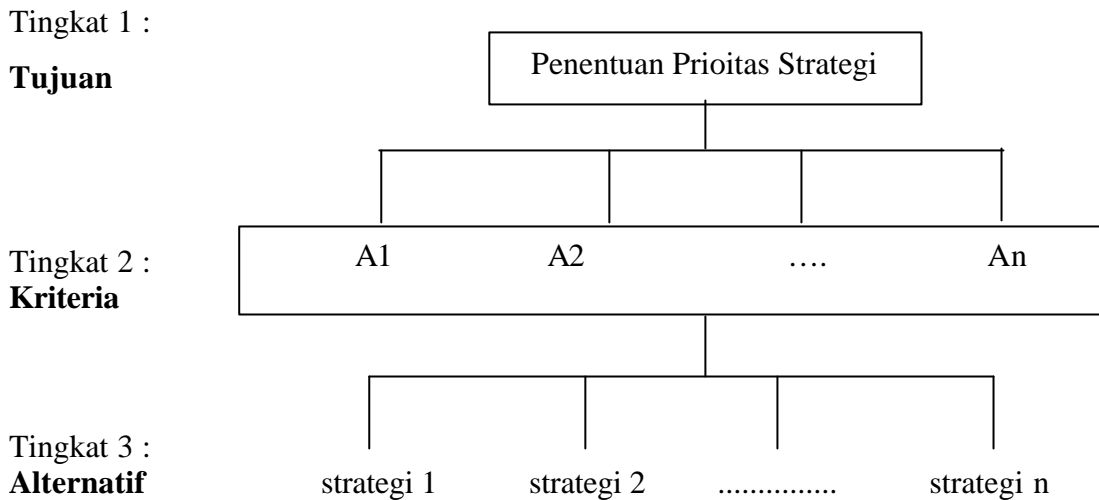 Tingkat 1 :
Tujuan
Penentuan Prioitas Strategi
Tingkat 2 :
Kriteria
A1 A2 …. An
Tingkat 3 :
Alternatif
strategi 1 strategi 2 ............... strategi n